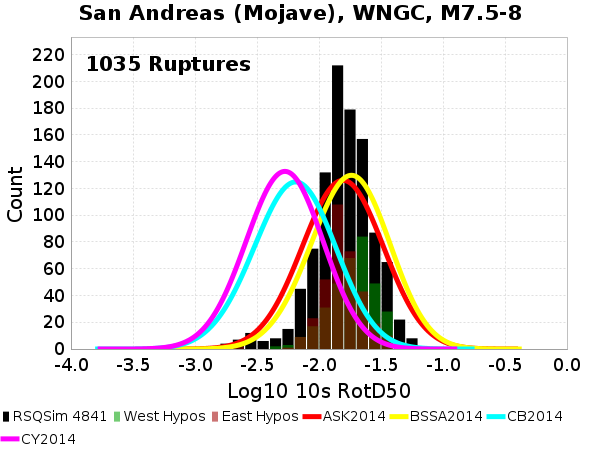 San Andreas (Mojave), WNGC, M7.5-8
1035 Ruptures
220
200
180
160
140
120
100
80
60
40
20
0
Count
-4.0 -3.5 -3.0 -2.5 -2.0 -1.5 -1.0 -0.5 0.0
Log10 10s RotD50
RSQSim 4841 West Hypos East Hypos ASK2014 BSSA2014 CB2014
CY2014